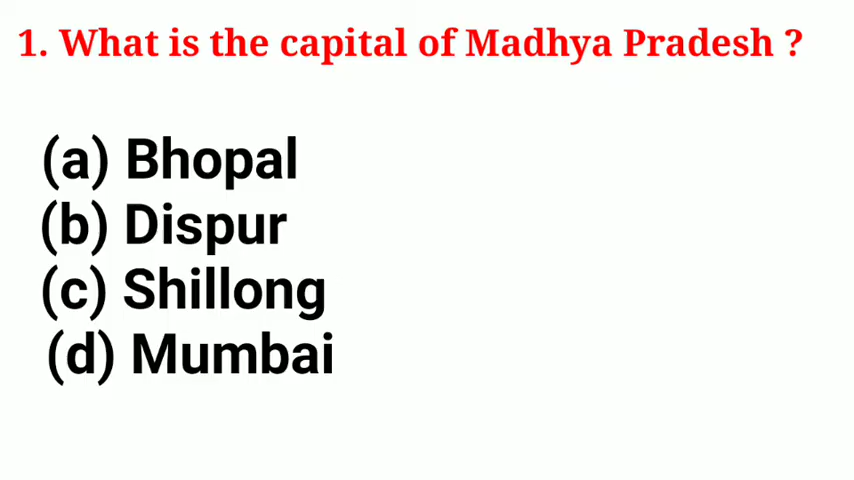 1. What is the capital of Madhya Pradesh ?
(a) Bhopal
(b) Dispur
(c) Shillong
(d) Mumbai